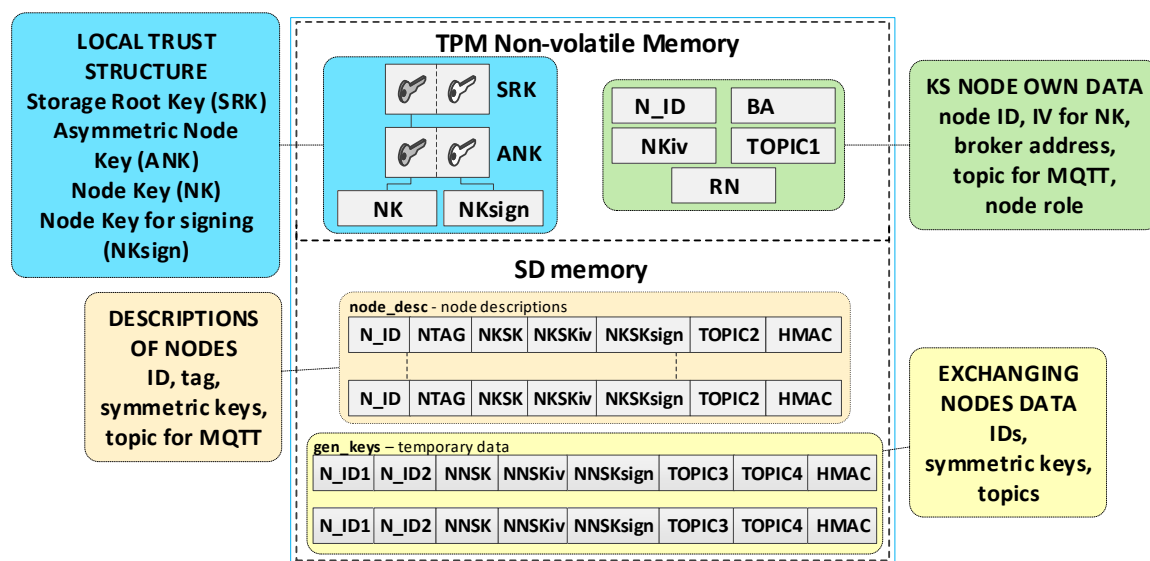 LOCAL TRUST
STRUCTURE
Storage Root Key (SRK)
Asymmetric Node
Key (ANK)
Node Key (NK)
Node Key for signing
(NKsign)
TPM Non-volatile Memory
SRK
ANK
NK NKsign
N_ID BA
NKiv TOPIC1
RN
KS NODE OWN DATA
node ID, IV for NK,
broker address,
topic for MQTT,
node role
SD memory
DESCRIPTIONS
OF NODES
ID, tag,
symmetric keys,
topic for MQTT
node_desc - node descriptions
N_ID NTAG NKSK NKSKiv NKSKsign TOPIC2 HMAC
N_ID NTAG NKSK NKSKiv NKSKsign TOPIC2 HMAC
gen_keys – temporary data
N_ID1 N_ID2 NNSK NNSKiv NNSKsign TOPIC3 TOPIC4 HMAC
N_ID1 N_ID2 NNSK NNSKiv NNSKsign TOPIC3 TOPIC4 HMAC
EXCHANGING
NODES DATA
IDs,
symmetric keys,
topics